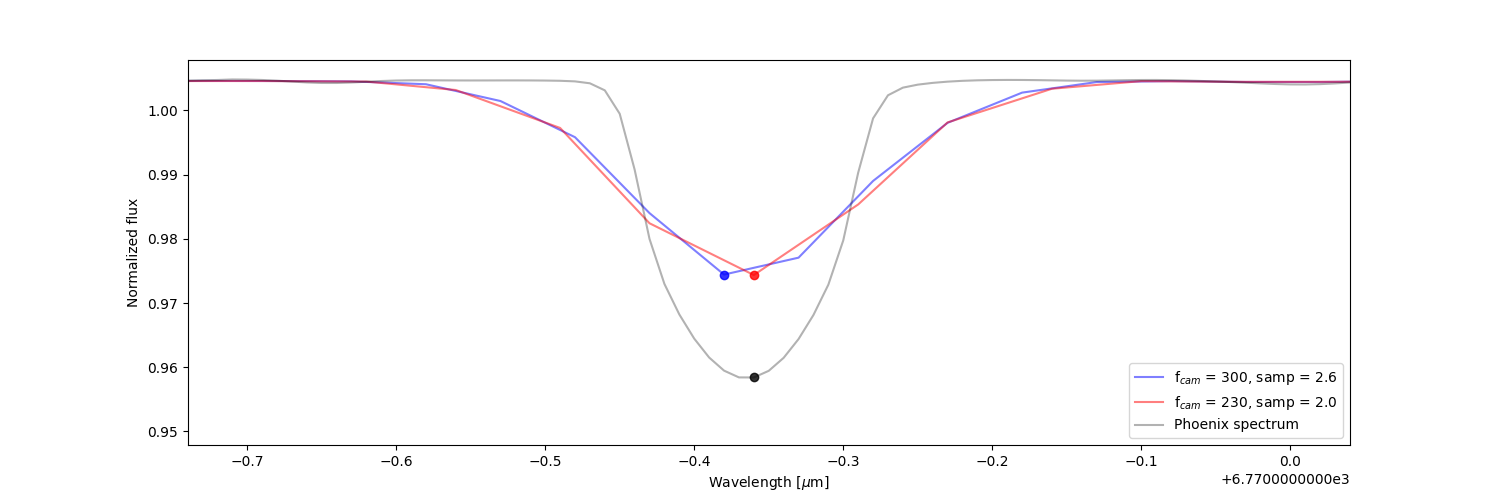 1.00
0.99
0.98
0.97
0.96
0.95
Normalized flux
f_cam = 300, samp = 2.6
f_cam = 230, samp = 2.0
Phoenix spectrum
−0.7 −0.6 −0.5 −0.4 −0.3 −0.2 −0.1 0.0
+6.7700000000e3
Wavelength [μm]